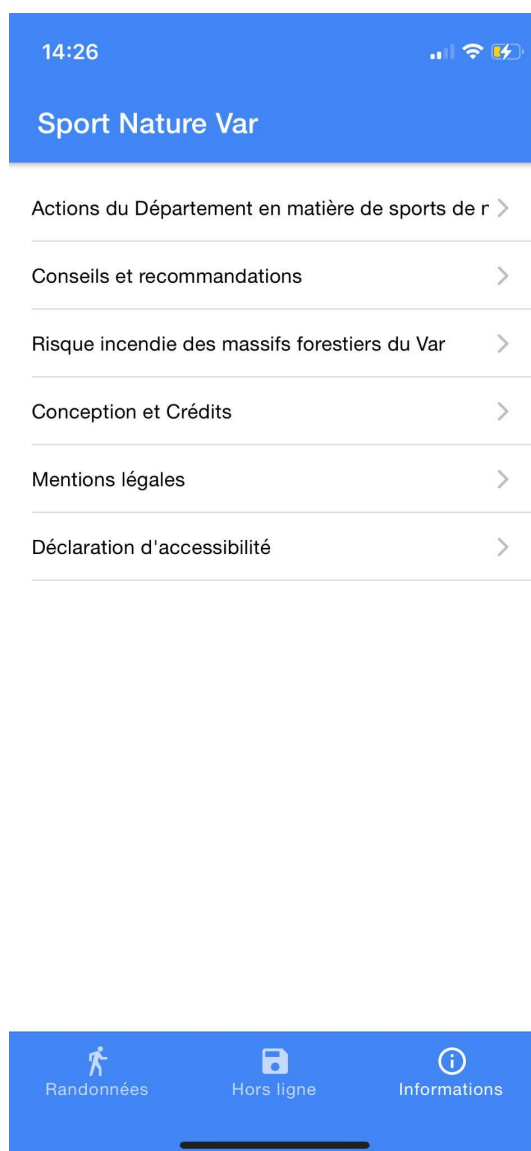 14:26
Sport Nature Var
Actions du Département en matière de sports de
Conseils et recommandations
Risque incendie des massifs forestiers du Var
Conception et Crédits
Mentions légales
Déclaration d'accessibilité
Randonnées
Hors ligne
Informations